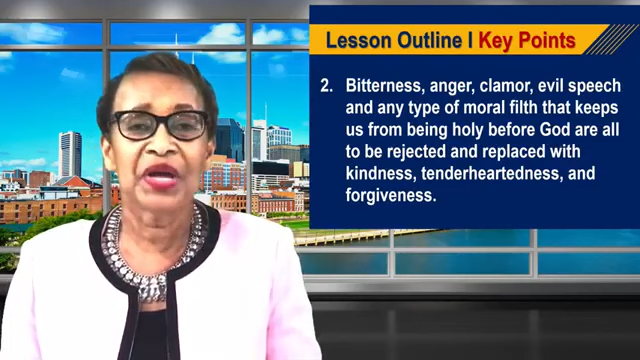 Lesson Outline I Key Points
2. Bitterness, anger, clamor, evil speech
and any type of moral filth that keeps
us from being holy before God are all
to be rejected and replaced with
kindness, tenderheartedness, and
forgiveness.